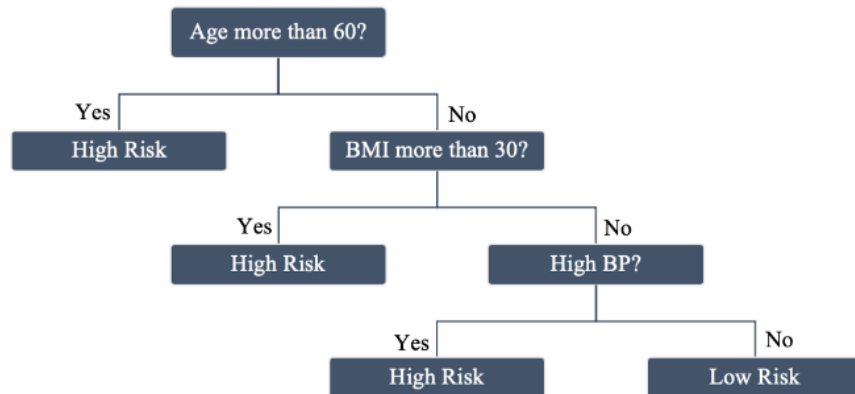 Age more than 60?
Yes
No
High Risk
BMI more than 30?
Yes
No
High Risk
High BP?
Yes
No
High Risk
Low Risk